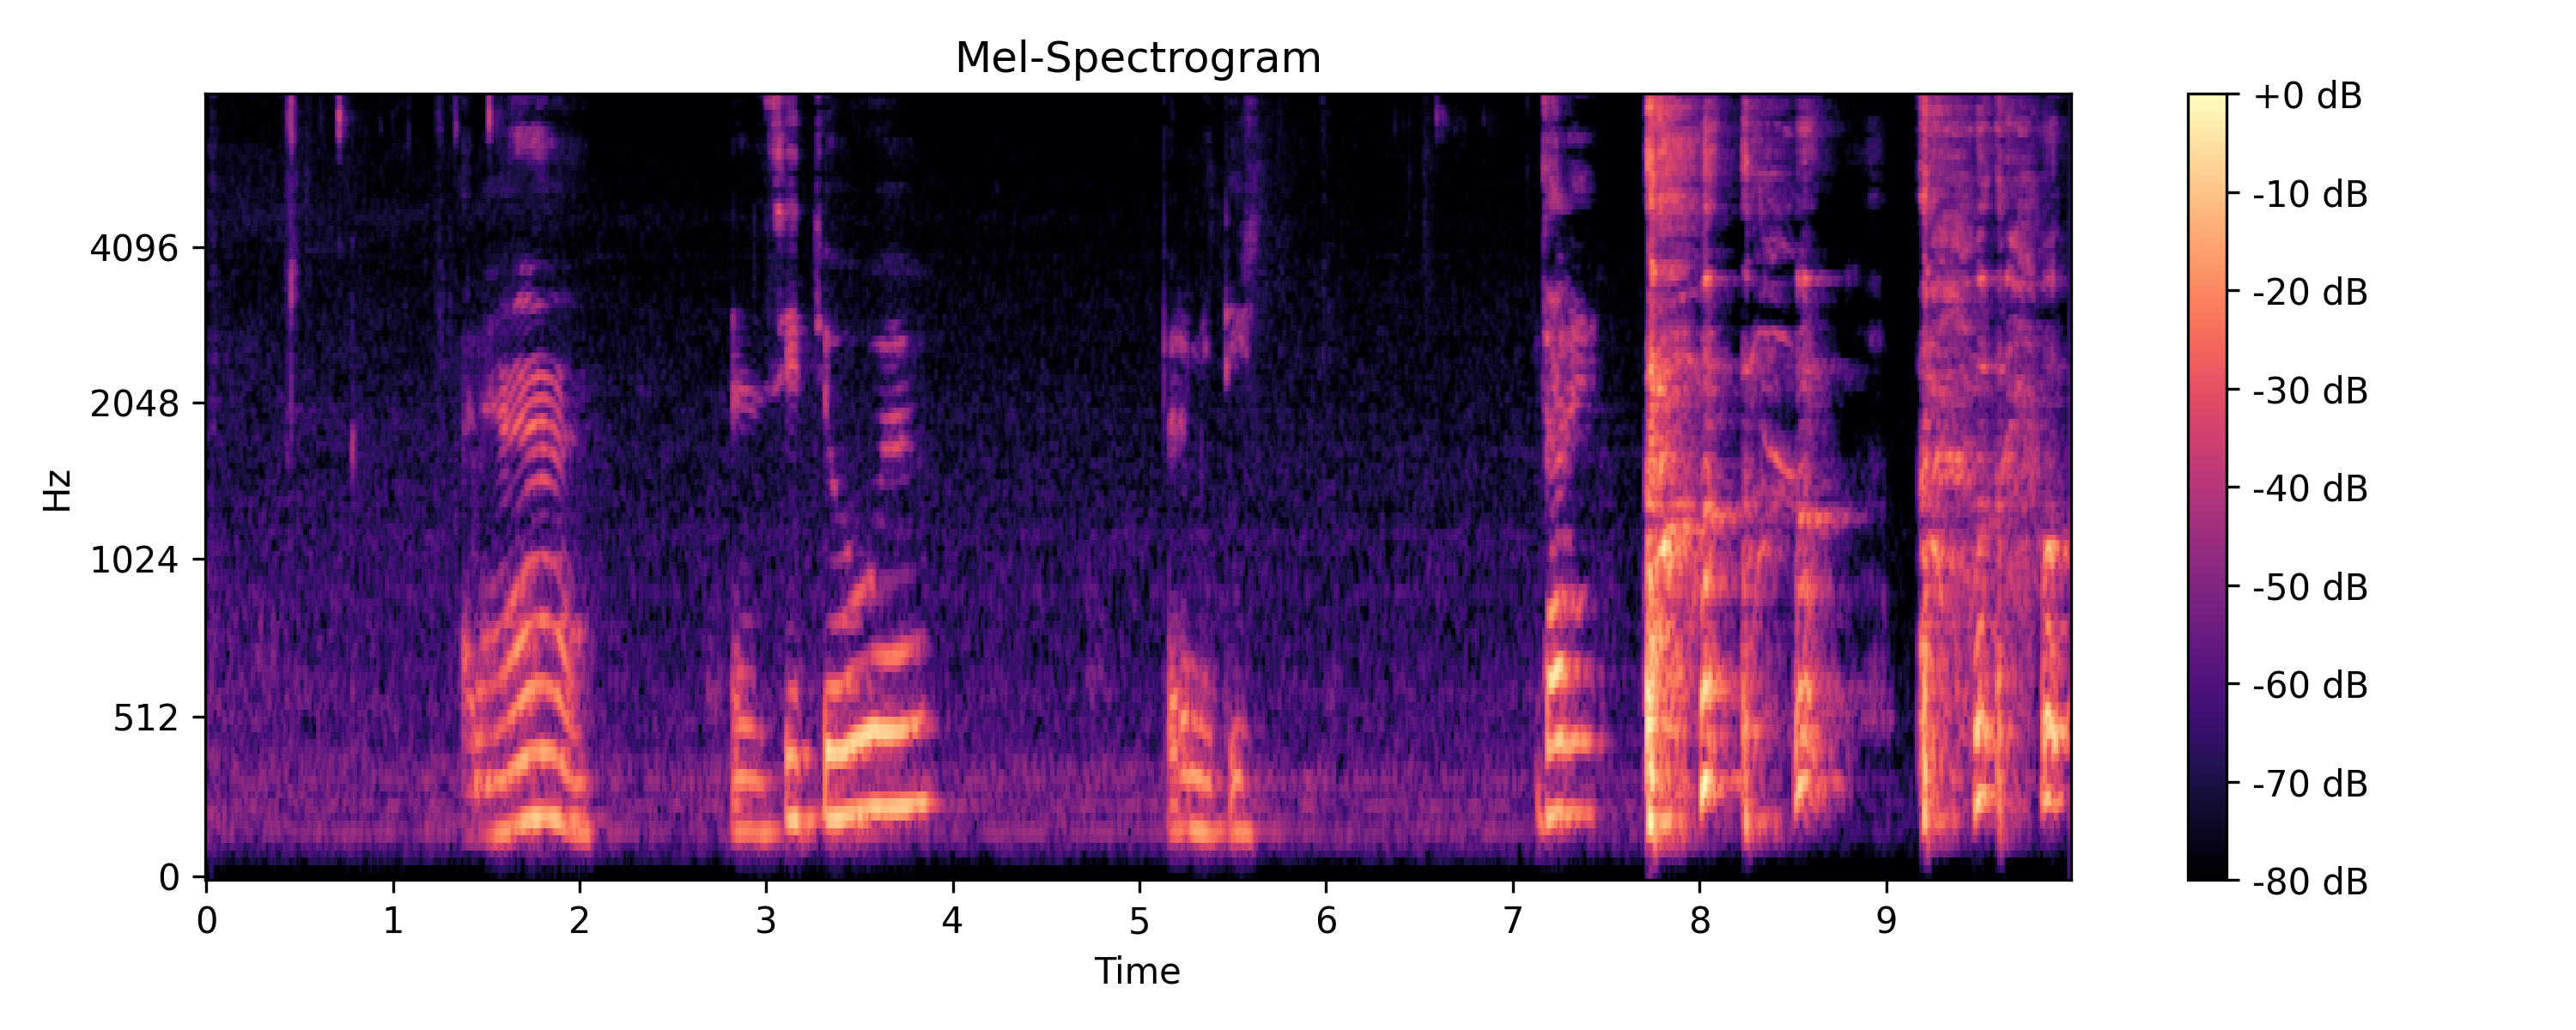 Mel-Spectrogram
+0 dB
-10 dB
-20 dB
-30 dB
-40 dB
-50 dB
-60 dB
-70 dB
-80 dB
Hz
4096
2048
1024
512
0
0 1 2 3 4 5 6 7 8 9
Time